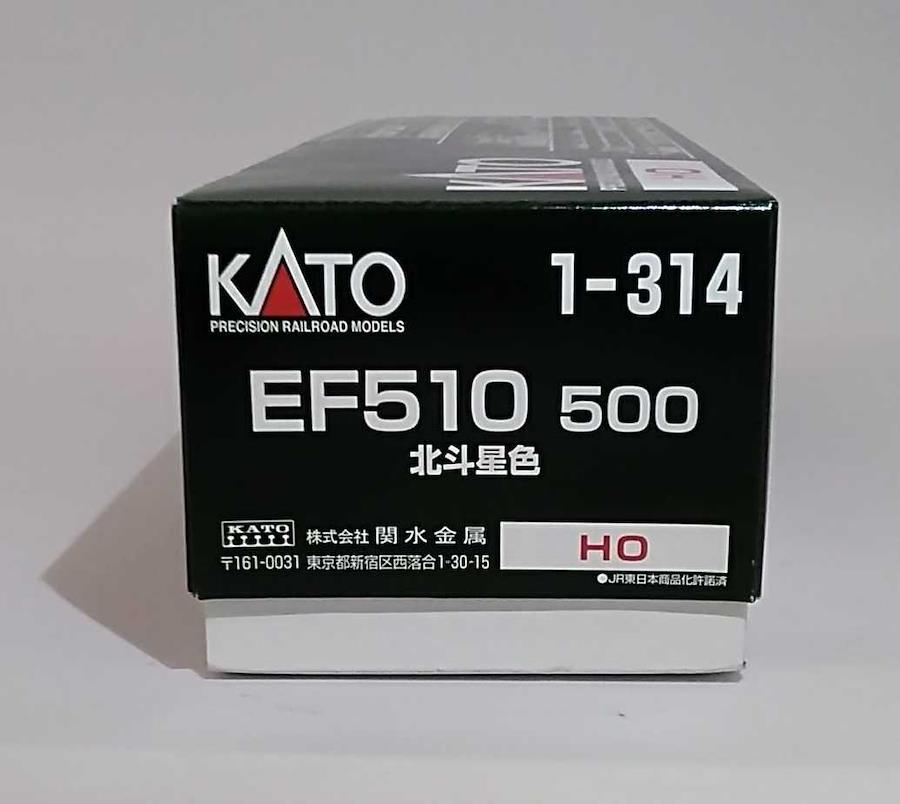 KATO
HO
KATO
PRECISION RAILROAD MODELS
1-314
EF510 500
北斗星色
KATO
株式会社 関水金属
〒161-0031 東京都新宿区西落合1-30-15
HO
●JR東日本商品化許諾済